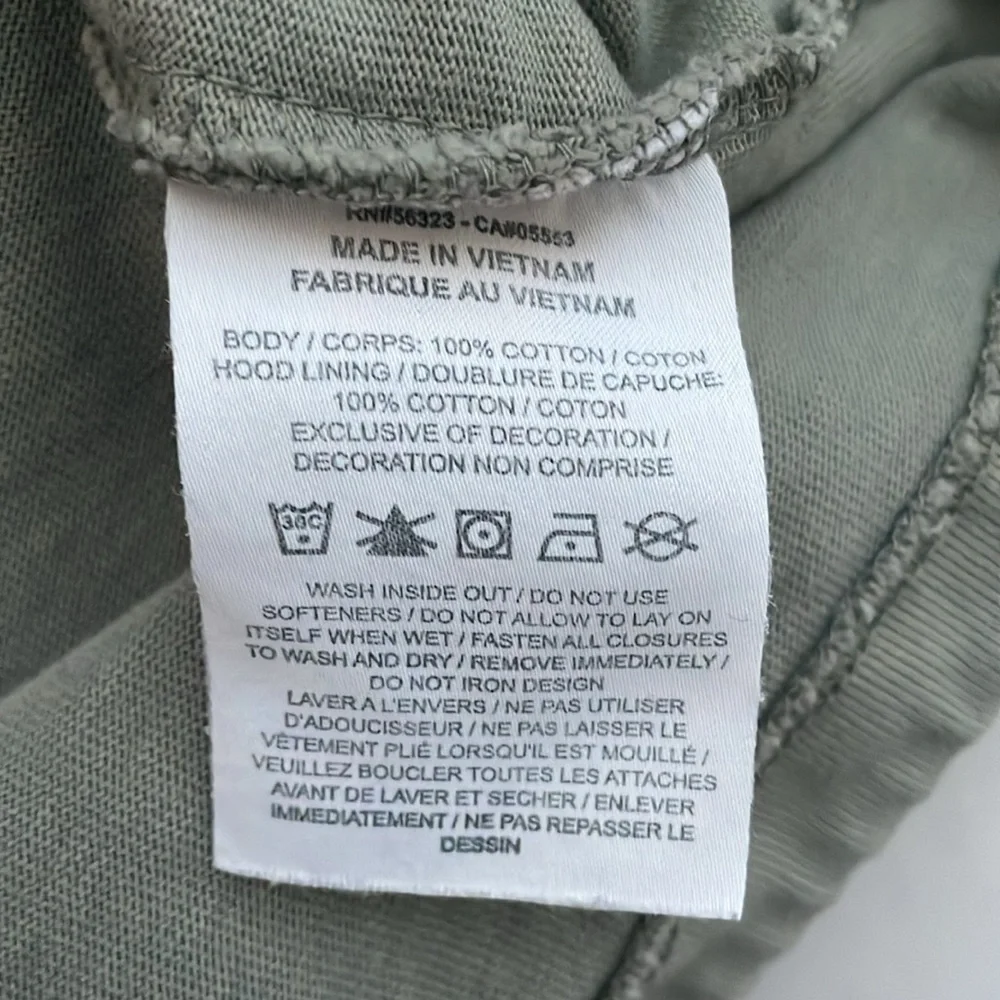 RN#56323 - CA#05553
MADE IN VIETNAM
FABRIQUE AU VIETNAM
BODY / CORPS: 100% COTTON / COTON
HOOD LINING / DOUBLURE DE CAPUCHE:
100% COTTON / COTON
EXCLUSIVE OF DECORATION /
DECORATION NON COMPRISE
30C
WASH INSIDE OUT / DO NOT USE
SOFTENERS / DO NOT ALLOW TO LAY ON
ITSELF WHEN WET / FASTEN ALL CLOSURES
TO WASH AND DRY / REMOVE IMMEDIATELY /
DO NOT IRON DESIGN
LAVER A L'ENVERS / NE PAS UTILISER
D'ADOUCISSEUR / NE PAS LAISSER LE
VÊTEMENT PLIÉ LORSQU'IL EST MOUILLÉ /
VEUILLEZ BOUCLER TOUTES LES ATTACHES
AVANT DE LAVER ET SECHER / ENLEVER
IMMEDIATEMENT / NE PAS REPASSER LE
DESSIN